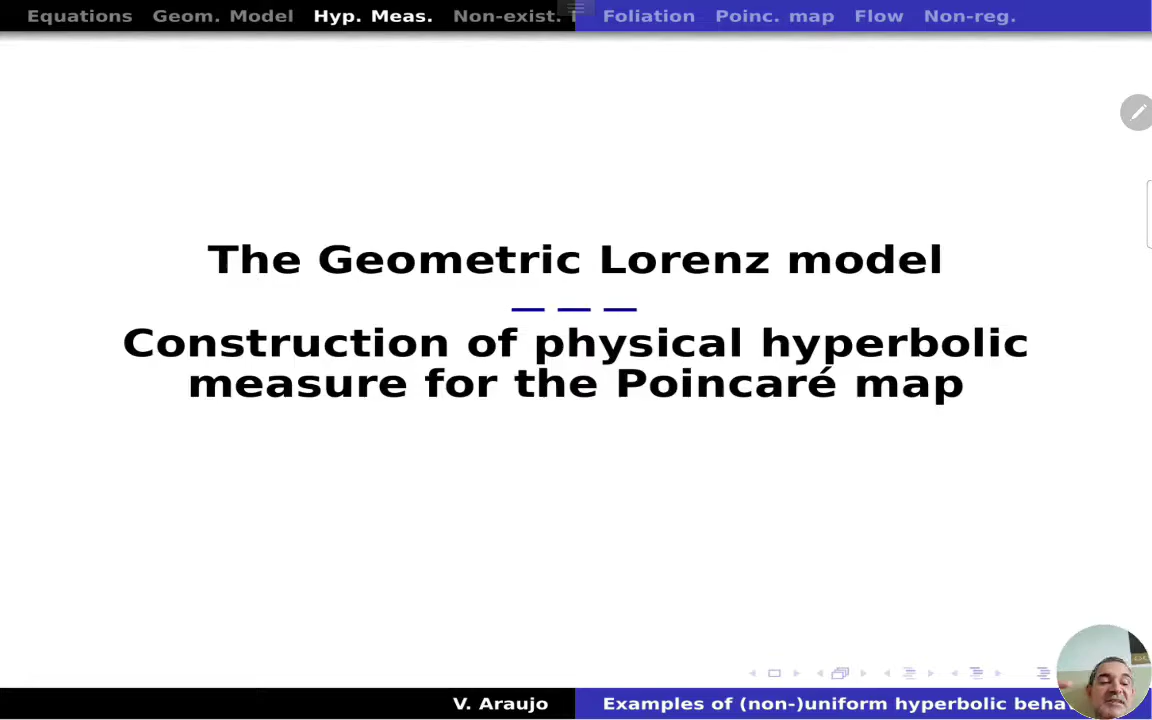 Equations Geom. Model Hyp. Meas. Non-exist. Foliation Poinc. map Flow Non-reg.
The Geometric Lorenz model
— — —
Construction of physical hyperbolic
measure for the Poincaré map
V. Araujo Examples of (non-)uniform hyperbolic